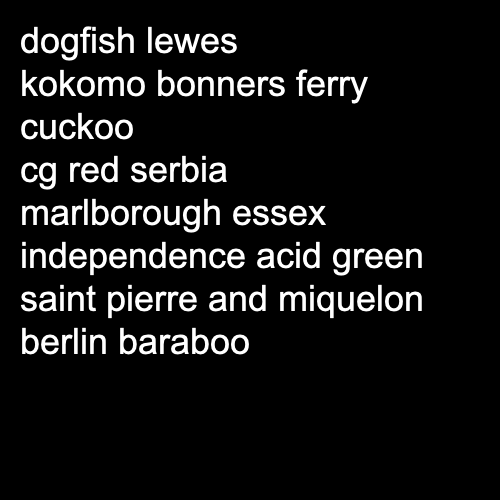 dogfish lewes
kokomo bonners ferry
cuckoo
cg red serbia
marlborough essex
independence acid green
saint pierre and miquelon
berlin baraboo